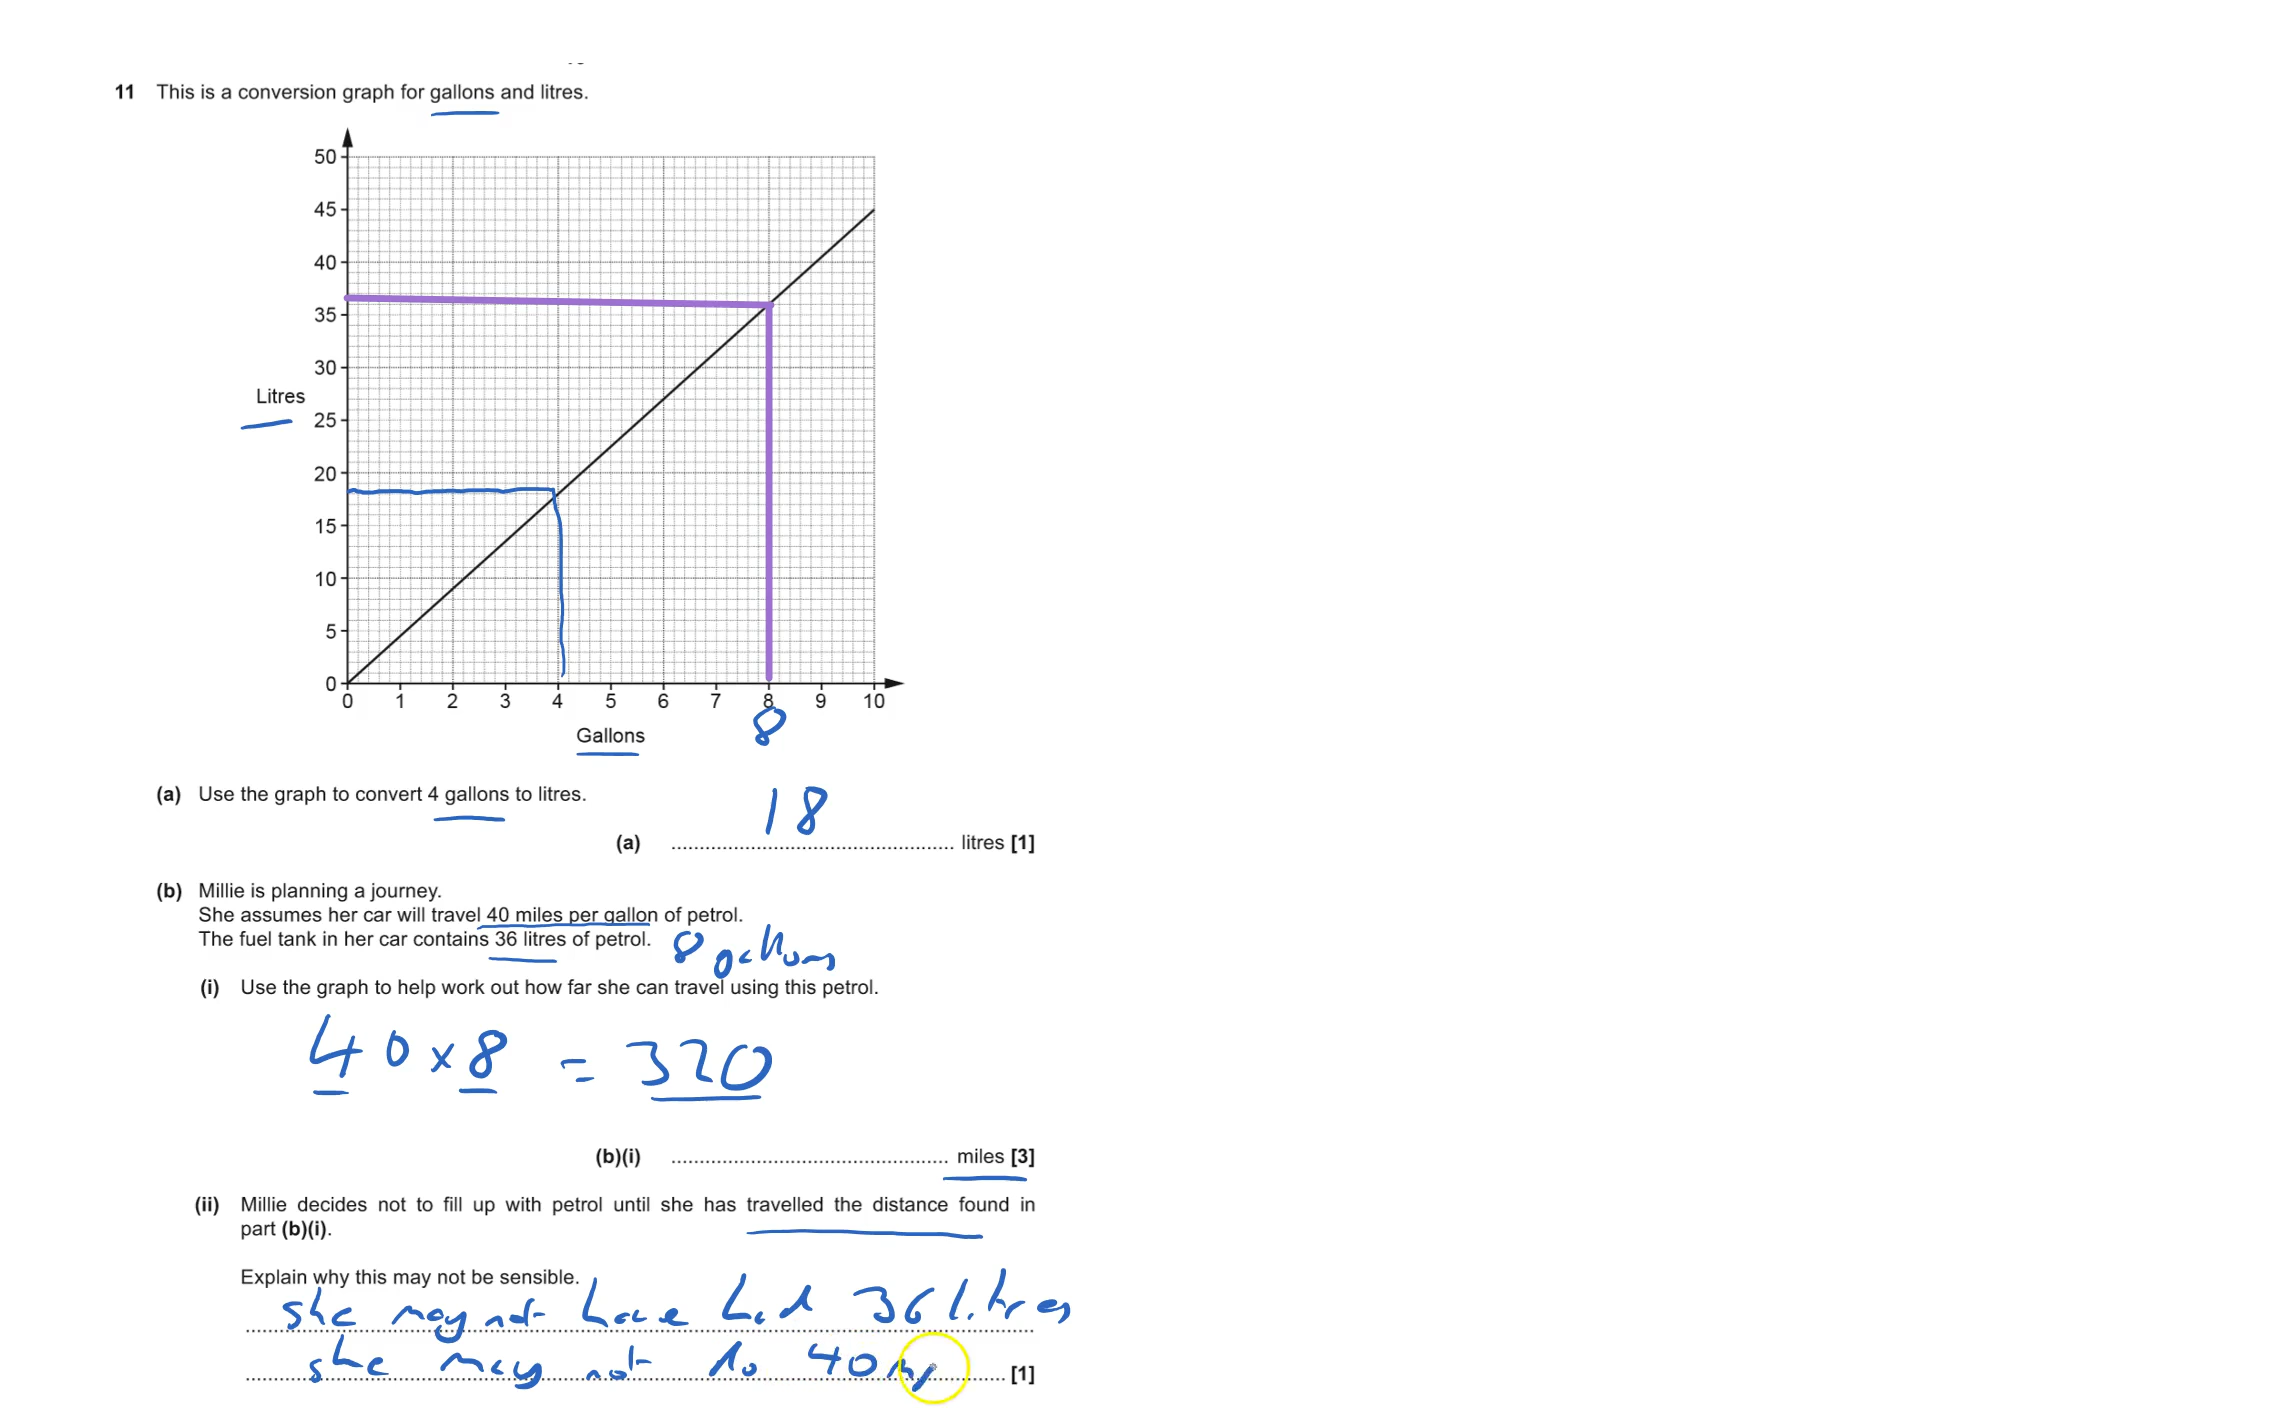 11 This is a conversion graph for gallons and litres.
50
45
40
35
30
Litres
25
20
15
10
5
0
0 1 2 3 4 5 6 7 8 9 10
8
Gallons
(a) Use the graph to convert 4 gallons to litres.
18
(a) ........................................ litres [1]
(b) Millie is planning a journey.
She assumes her car will travel 40 miles per gallon of petrol.
The fuel tank in her car contains 36 litres of petrol. 8 gallons
(i) Use the graph to help work out how far she can travel using this petrol.
40 x 8 = 320
(b)(i) ........................................ miles [3]
(ii) Millie decides not to fill up with petrol until she has travelled the distance found in
part (b)(i).
Explain why this may not be sensible.
she may not have had 36 litres
she may not do 40 [1]